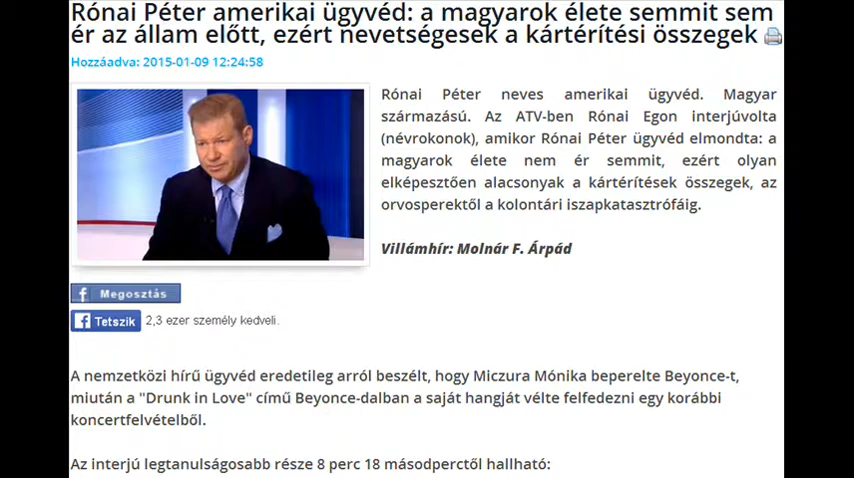 Rónai Péter amerikai ügyvéd: a magyarok élete semmit sem
ér az állam előtt, ezért nevetségesek a kártérítési összegek
Hozzáadva: 2015-01-09 12:24:58
Rónai Péter neves amerikai ügyvéd. Magyar
származású. Az ATV-ben Rónai Egon interjúvolta
(névrokonok), amikor Rónai Péter ügyvéd elmondta: a
magyarok élete nem ér semmit, ezért olyan
elképesztően alacsonyak a kártérítések összegek, az
orvosperektől a kolontári iszapkatasztrófáig.
Villámhír: Molnár F. Árpád
f Megosztás
f Tetszik 2,3 ezer személy kedveli.
A nemzetközi hírű ügyvéd eredetileg arról beszélt, hogy Miczura Mónika beperelte Beyonce-t,
miután a "Drunk in Love" című Beyonce-dalban a saját hangját vélte felfedezni egy korábbi
koncertfelvételből.
Az interjú legtanulságosabb része 8 perc 18 másodperctől hallható: